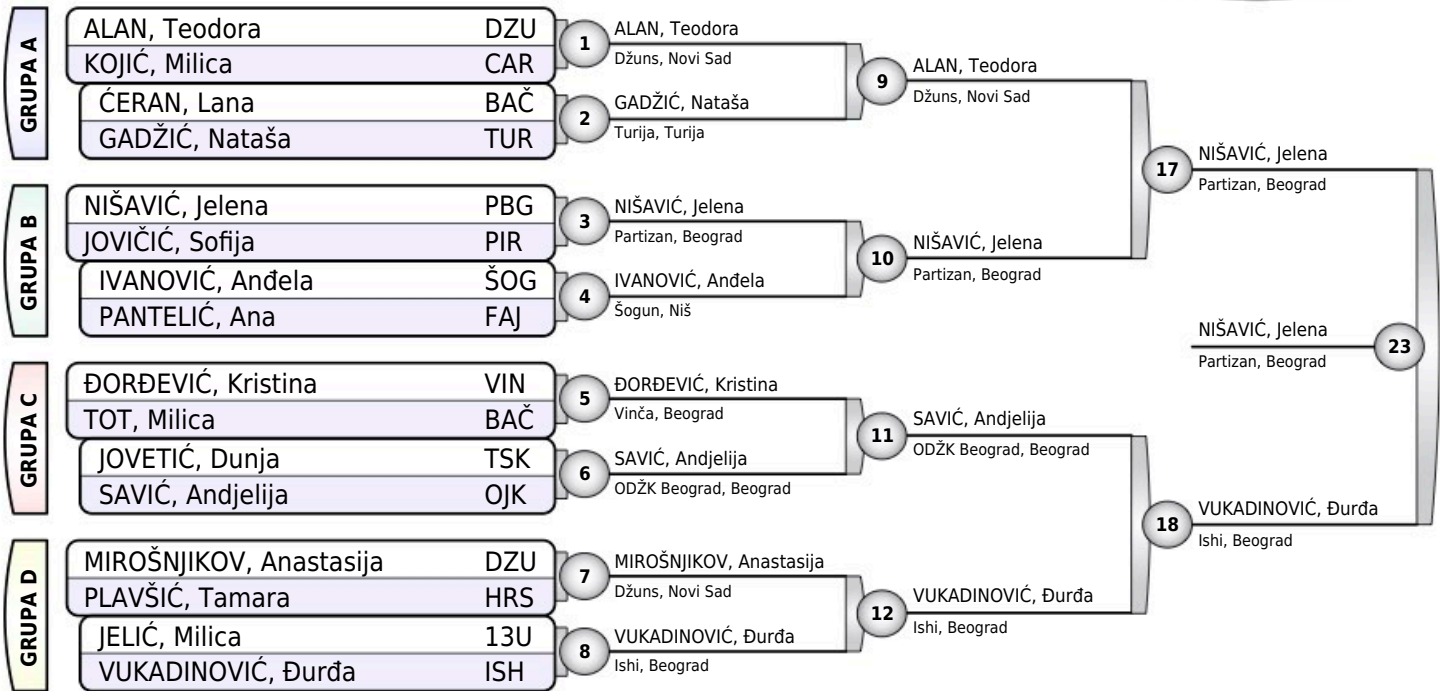 GRUPA A
ALAN, Teodora DZU
KOJIĆ, Milica CAR
ĆERAN, Lana BAČ
GADŽIĆ, Nataša TUR
GRUPA B
NIŠAVIĆ, Jelena PBG
JOVIČIĆ, Sofija PIR
IVANOVIĆ, Anđela ŠOG
PANTELIĆ, Ana FAJ
GRUPA C
ĐORĐEVIĆ, Kristina VIN
TOT, Milica BAČ
JOVETIĆ, Dunja TSK
SAVIĆ, Andjelija OJK
GRUPA D
MIROŠNJIKOV, Anastasija DZU
PLAVŠIĆ, Tamara HRS
JELIĆ, Milica 13U
VUKADINOVIĆ, Đurđa ISH
1
ALAN, Teodora
Džuns, Novi Sad
2
GADŽIĆ, Nataša
Turija, Turija
3
NIŠAVIĆ, Jelena
Partizan, Beograd
4
IVANOVIĆ, Anđela
Šogun, Niš
5
ĐORĐEVIĆ, Kristina
Vinča, Beograd
6
SAVIĆ, Andjelija
ODŽK Beograd, Beograd
7
MIROŠNJIKOV, Anastasija
Džuns, Novi Sad
8
VUKADINOVIĆ, Đurđa
Ishi, Beograd
9
ALAN, Teodora
Džuns, Novi Sad
10
NIŠAVIĆ, Jelena
Partizan, Beograd
11
SAVIĆ, Andjelija
ODŽK Beograd, Beograd
12
VUKADINOVIĆ, Đurđa
Ishi, Beograd
17
NIŠAVIĆ, Jelena
Partizan, Beograd
18
VUKADINOVIĆ, Đurđa
Ishi, Beograd
NIŠAVIĆ, Jelena
Partizan, Beograd
23